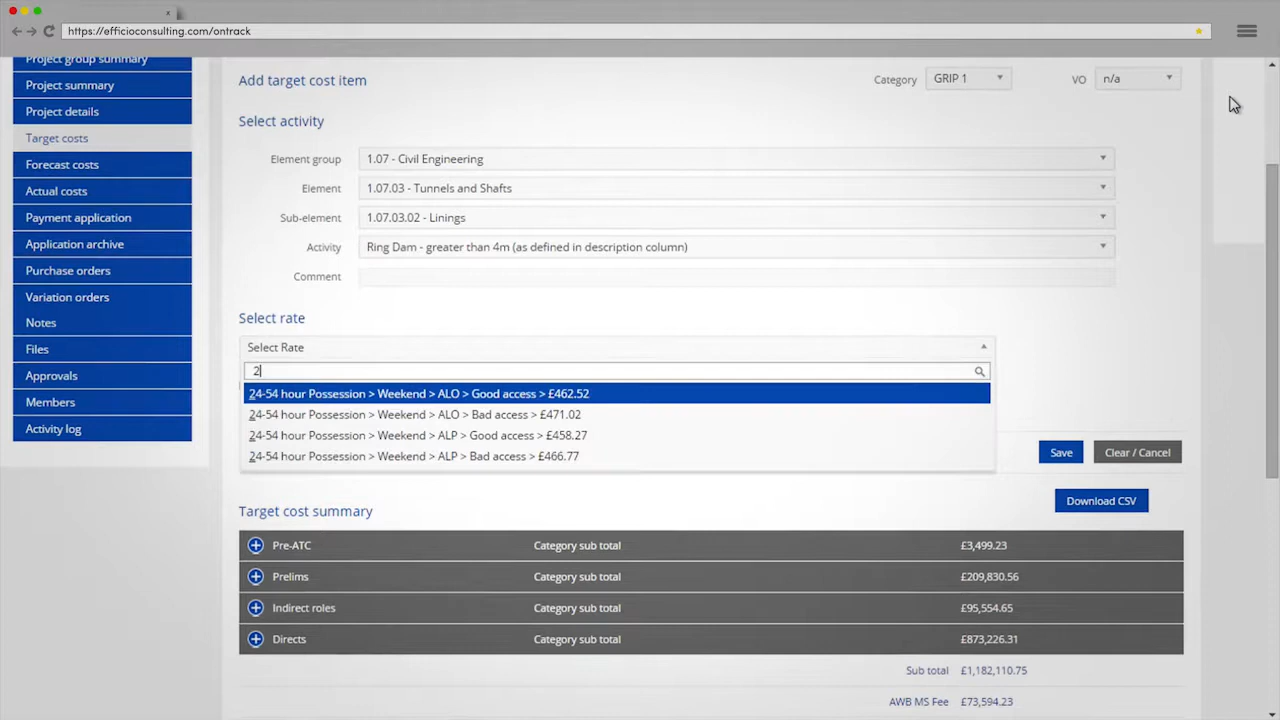 x
https://efficioconsulting.com/ontrack
Project group summary
Project summary
Project details
Target costs
Forecast costs
Actual costs
Payment application
Application archive
Purchase orders
Variation orders
Notes
Files
Approvals
Members
Activity log
Add target cost item
Category GRIP 1 VO n/a
Select activity
Element group 1.07 - Civil Engineering
Element 1.07.03 - Tunnels and Shafts
Sub-element 1.07.03.02 - Linings
Activity Ring Dam - greater than 4m (as defined in description column)
Comment
Select rate
Select Rate
2
24-54 hour Possession > Weekend > ALO > Good access > £462.52
24-54 hour Possession > Weekend > ALO > Bad access > £471.02
24-54 hour Possession > Weekend > ALP > Good access > £458.27
24-54 hour Possession > Weekend > ALP > Bad access > £466.77
Save Clear / Cancel
Download CSV
Target cost summary
Pre-ATC Category sub total £3,499.23
Prelims Category sub total £209,830.56
Indirect roles Category sub total £95,554.65
Directs Category sub total £873,226.31
Sub total £1,182,110.75
AWB MS Fee £73,594.23